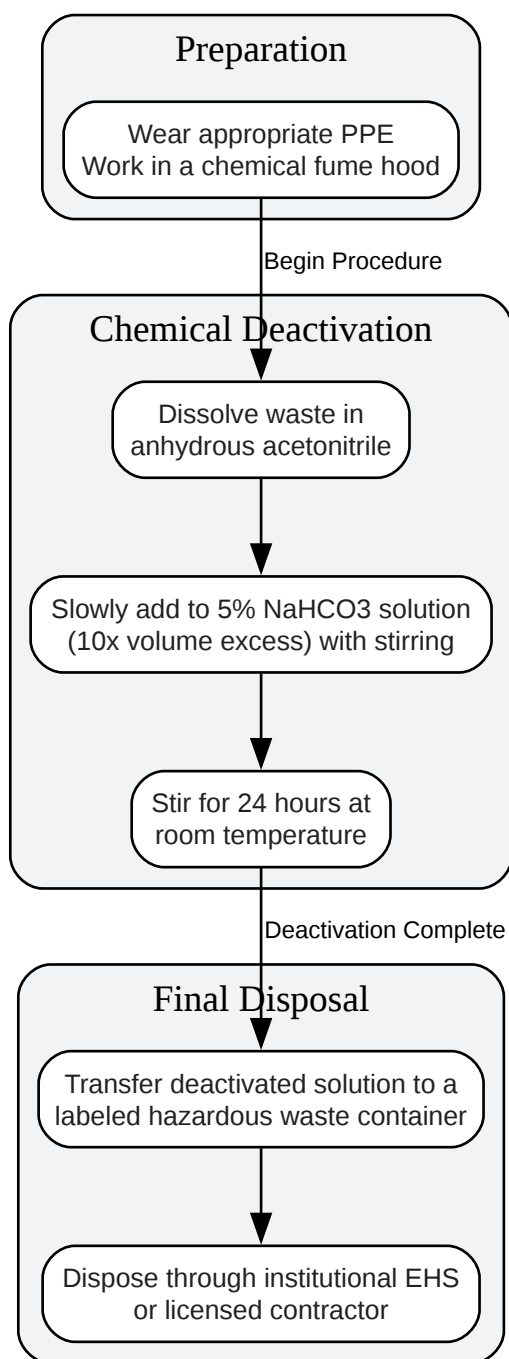 Preparation
Wear appropriate PPE
Work in a chemical fume hood
Begin Procedure
Chemical Deactivation
Dissolve waste in
anhydrous acetonitrile
Slowly add to 5% NaHCO3 solution
(10x volume excess) with stirring
Stir for 24 hours at
room temperature
Deactivation Complete
Final Disposal
Transfer deactivated solution to a
labeled hazardous waste container
Dispose through institutional EHS
or licensed contractor